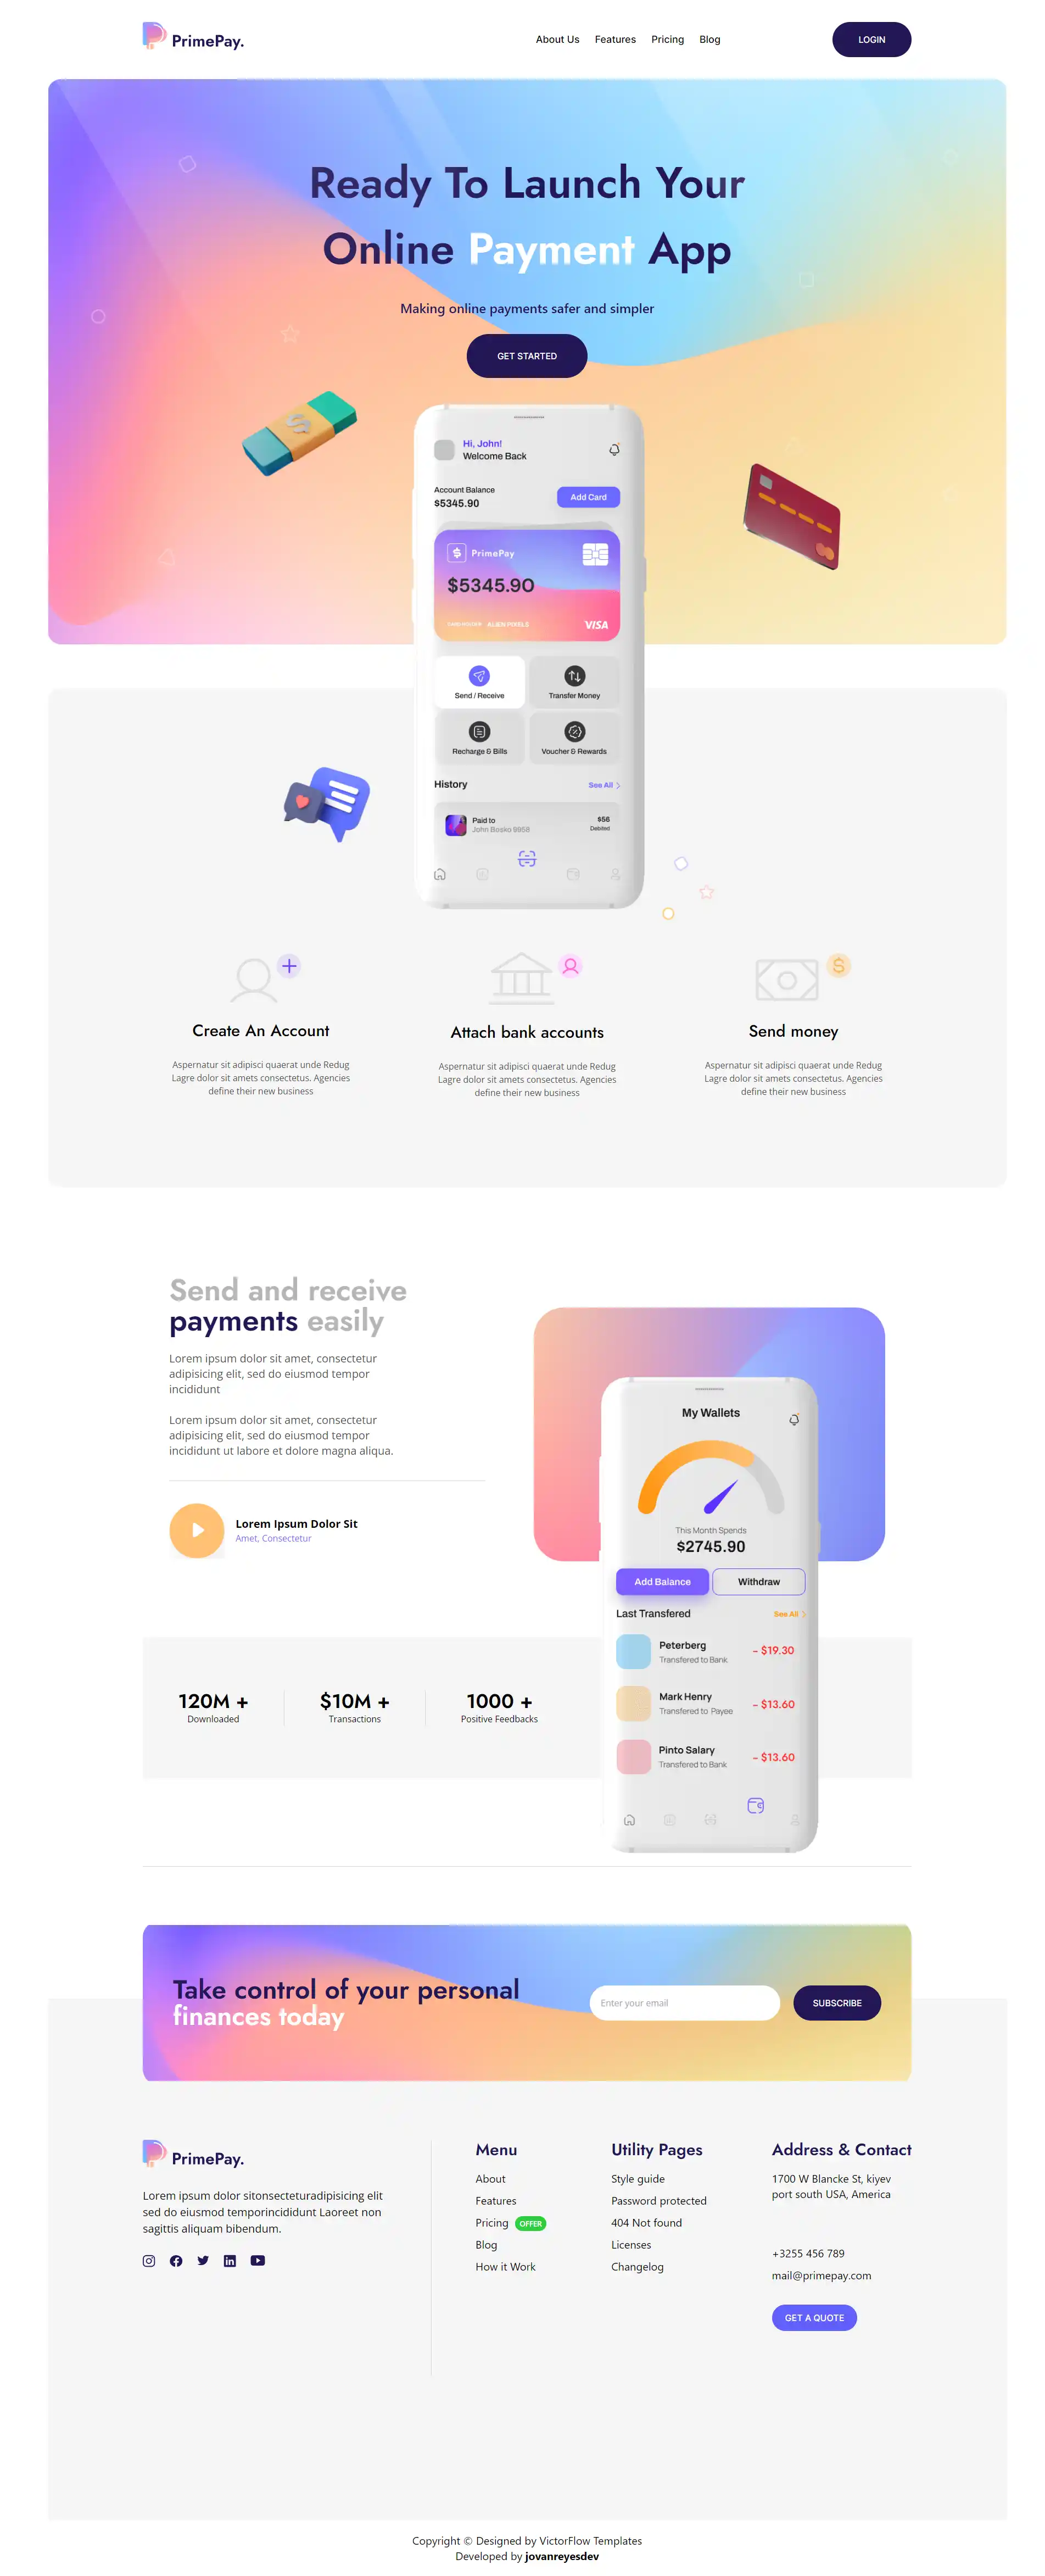 PrimePay.
About Us
Features
Pricing
Blog
LOGIN
Ready To Launch Your
Online Payment App
Making online payments safer and simpler
GET STARTED
Hi, John!
Welcome Back
Account Balance
$5345.90
Add Card
PrimePay
$5345.90
ALIEN PIXELS
VISA
Send / Receive
Transfer Money
Recharge & Bills
Voucher & Rewards
History
See All
Paid to
John Bosko 9958
$56
Debited
Create An Account
Aspernatur sit adipisci quaerat unde Redug
Lagre dolor sit amets consectetus. Agencies
define their new business
Attach bank accounts
Aspernatur sit adipisci quaerat unde Redug
Lagre dolor sit amets consectetus. Agencies
define their new business
Send money
Aspernatur sit adipisci quaerat unde Redug
Lagre dolor sit amets consectetus. Agencies
define their new business
Send and receive
payments easily
Lorem ipsum dolor sit amet, consectetur
adipisicing elit, sed do eiusmod tempor
incididunt
Lorem ipsum dolor sit amet, consectetur
adipisicing elit, sed do eiusmod tempor
incididunt ut labore et dolore magna aliqua.
Lorem Ipsum Dolor Sit
Amet, Consectetur
My Wallets
This Month Spends
$2745.90
Add Balance
Withdraw
Last Transfered
See All
Peterberg
Transfered to Bank
- $19.30
Mark Henry
Transfered to Payee
- $13.60
Pinto Salary
Transfered to Bank
- $13.60
120M +
Downloaded
$10M +
Transactions
1000 +
Positive Feedbacks
Take control of your personal
finances today
Enter your email
SUBSCRIBE
PrimePay.
Lorem ipsum dolor sitonsecteturadipisicing elit
sed do eiusmod temporincididunt Laoreet non
sagittis aliquam bibendum.
Menu
About
Features
Pricing OFFER
Blog
How it Work
Utility Pages
Style guide
Password protected
404 Not found
Licenses
Changelog
Address & Contact
1700 W Blancke St, kiyev
port south USA, America
+3255 456 789
mail@primepay.com
GET A QUOTE
Copyright © Designed by VictorFlow Templates
Developed by jovanreyesdev